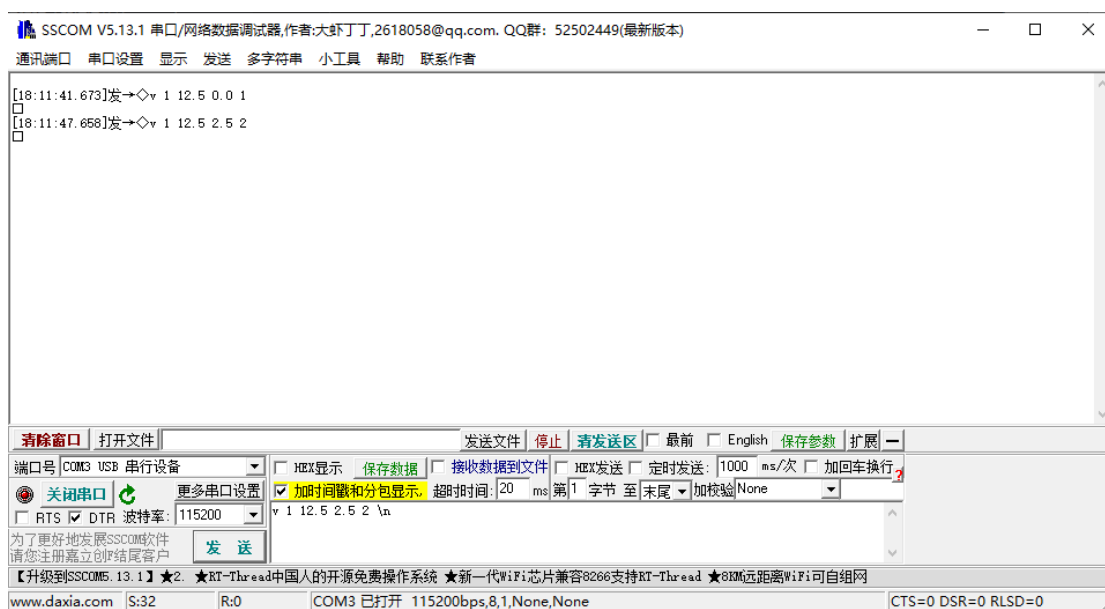 SSCOM V5.13.1 串口/网络数据调试器,作者:大虾丁丁,2618058@qq.com. QQ群: 52502449(最新版本)
通讯端口 串口设置 显示 发送 多字符串 小工具 帮助 联系作者
[18:11:41.673]发→◇v 1 12.5 0.0 1
□
[18:11:47.658]发→◇v 1 12.5 2.5 2
□
清除窗口 打开文件 发送文件 停止 清发送区 最前 English 保存参数 扩展 —
端口号 COM3 USB 串行设备 HEX显示 保存数据 接收数据到文件 HEX发送 定时发送: 1000 ms/次 加回车换行 ?
关闭串口 更多串口设置 加时间戳和分包显示, 超时时间: 20 ms 第 1 字节 至 末尾 加校验 None
RTS DTR 波特率: 115200 v 1 12.5 2.5 2 \n
为了更好地发展SSCOM软件
请您注册嘉立创F结尾客户 发 送
【升级到SSCOM5.13.1】★2. ★RT-Thread中国人的开源免费操作系统 ★新一代WiFi芯片兼容8266支持RT-Thread ★8KM远距离WiFi可自组网
www.daxia.com S:32 R:0 COM3 已打开 115200bps,8,1,None,None CTS=0 DSR=0 RLSD=0